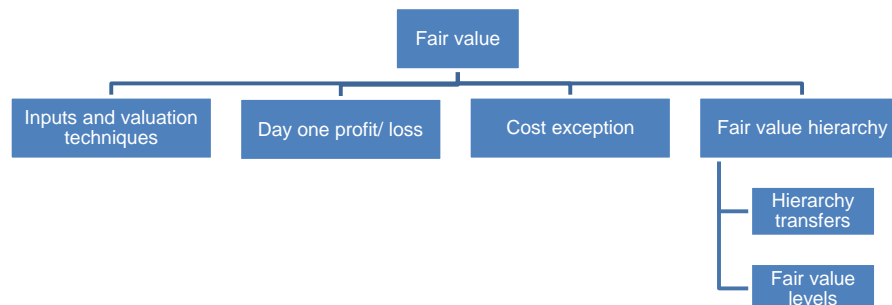 Fair value
Inputs and valuation
techniques
Day one profit/ loss
Cost exception
Fair value hierarchy
Hierarchy
transfers
Fair value
levels